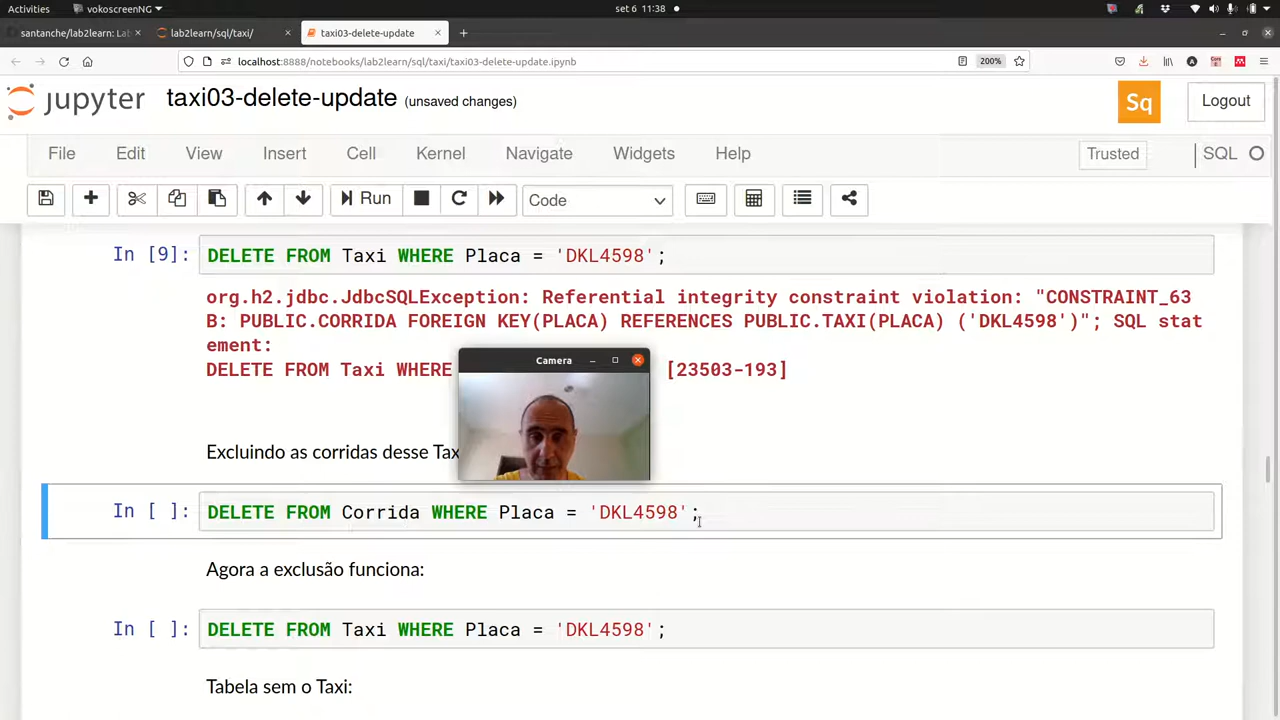 Activities
vokoscreenNG
set 6 11:38
santanche/lab2learn: La
lab2learn/sql/taxi/
taxi03-delete-update
localhost:8888/notebooks/lab2learn/sql/taxi/taxi03-delete-update.ipynb
200%
jupyter
taxi03-delete-update (unsaved changes)
Sq
Logout
File Edit View Insert Cell Kernel Navigate Widgets Help
Trusted
SQL
Run
Code
In [9]: DELETE FROM Taxi WHERE Placa = 'DKL4598';
org.h2.jdbc.JdbcSQLException: Referential integrity constraint violation: "CONSTRAINT_63
B: PUBLIC.CORRIDA FOREIGN KEY(PLACA) REFERENCES PUBLIC.TAXI(PLACA) ('DKL4598')"; SQL stat
ement:
DELETE FROM Taxi WHERE [23503-193]
Camera
Excluindo as corridas desse Tax
In [ ]: DELETE FROM Corrida WHERE Placa = 'DKL4598';
Agora a exclusão funciona:
In [ ]: DELETE FROM Taxi WHERE Placa = 'DKL4598';
Tabela sem o Taxi: